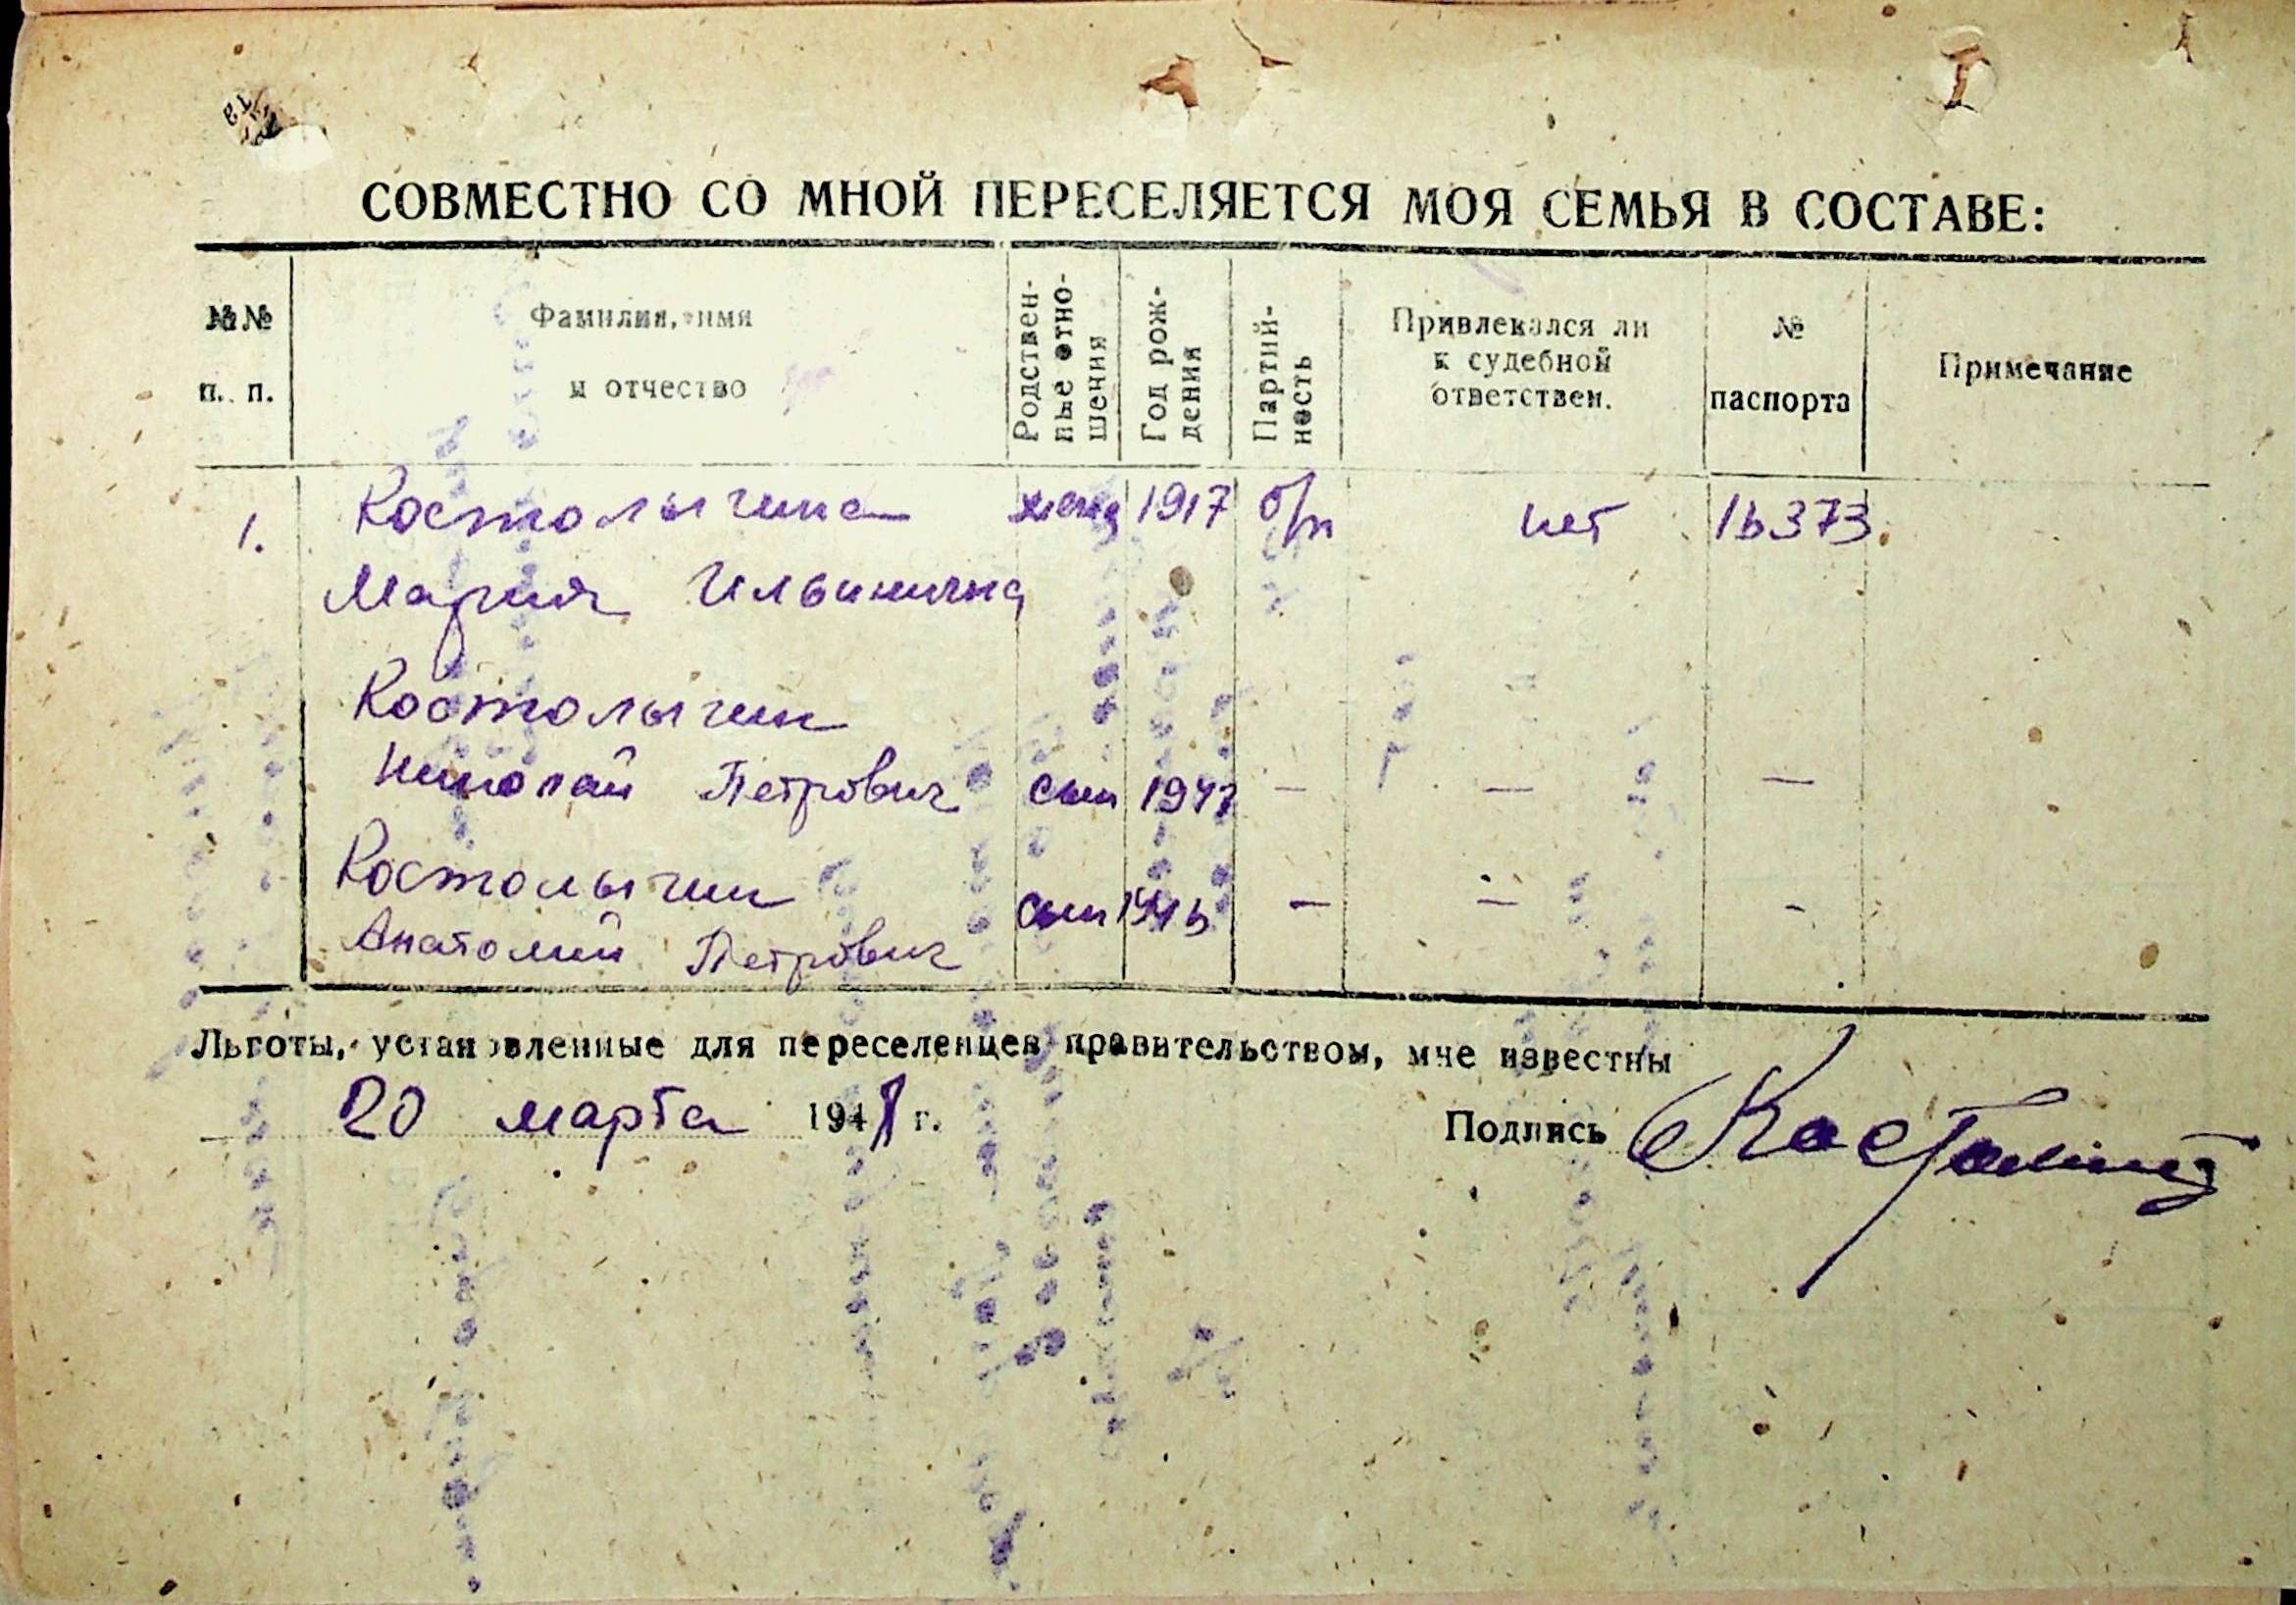 СОВМЕСТНО СО МНОЙ ПЕРЕСЕЛЯЕТСЯ МОЯ СЕМЬЯ В СОСТАВЕ:
№№ п. п.
Фамилия, имя и отчество
Родственные отношения
Год рождения
Партийность
Привлекался ли к судебной ответствен.
№ паспорта
Примечание
1. Костолыгина жена 1917 б/п нет
Мария Ильинична
Костолыгин
Николай Петрович сын — — —
Костолыгин
Анатолий Петрович сын — — -
Льготы, установленные для переселенцев правительством, мне известны
20 марта 1948 г.
Подпись